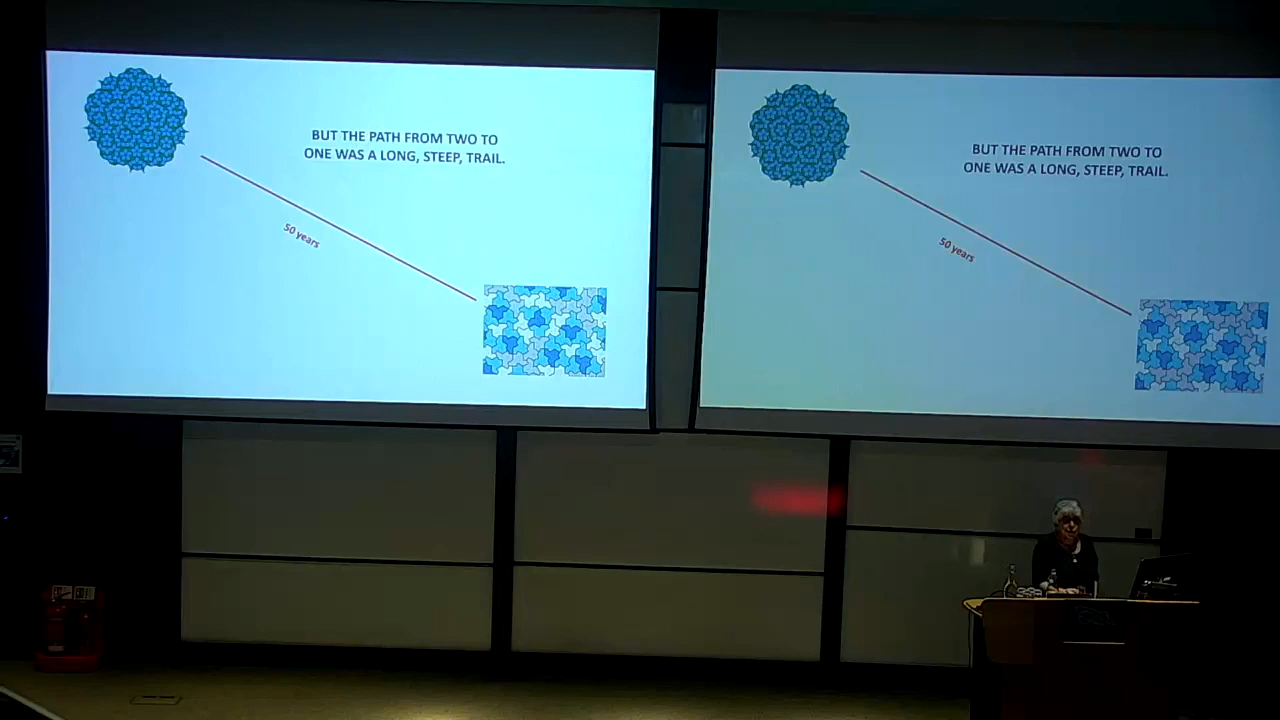 BUT THE PATH FROM TWO TO
ONE WAS A LONG, STEEP, TRAIL.
50 years
BUT THE PATH FROM TWO TO
ONE WAS A LONG, STEEP, TRAIL.
50 years